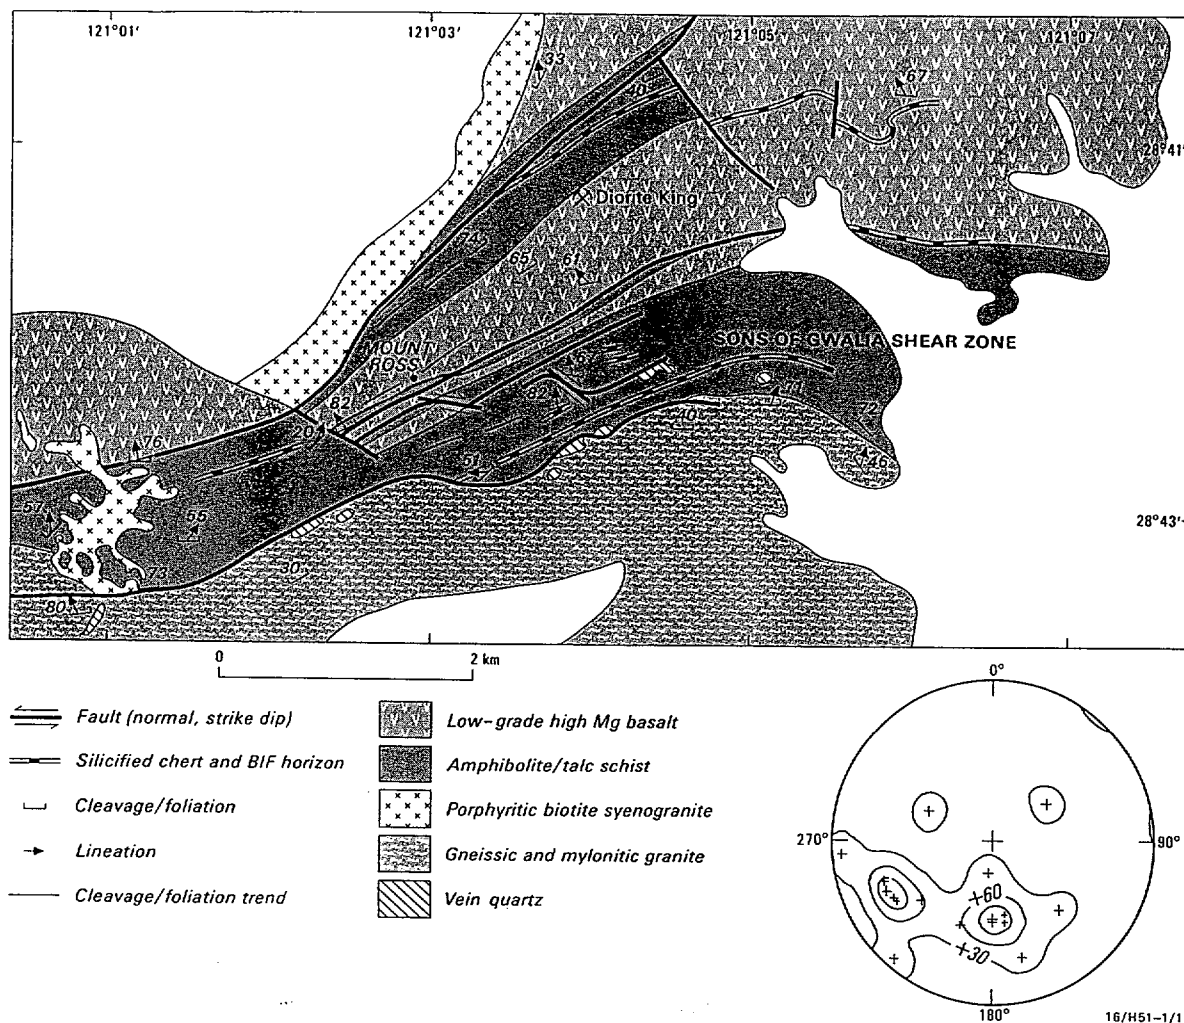 121°01′ 121°03′ 121°05′ 121°07
33
67
40
28°41′
Diorite King
74
65
61
SONS OF GWALIA SHEAR ZONE
MOUNT
ROSS
82
82
71
20
40
72
76
51
46
57
55
28°43′
73
30
80
0 2 km
Fault (normal, strike dip)
Silicified chert and BIF horizon
Cleavage/foliation
Lineation
Cleavage/foliation trend
Low-grade high Mg basalt
Amphibolite/talc schist
Porphyritic biotite syenogranite
Gneissic and mylonitic granite
Vein quartz
0°
270° 90°
+60
+30
180°
16/H51-1/1